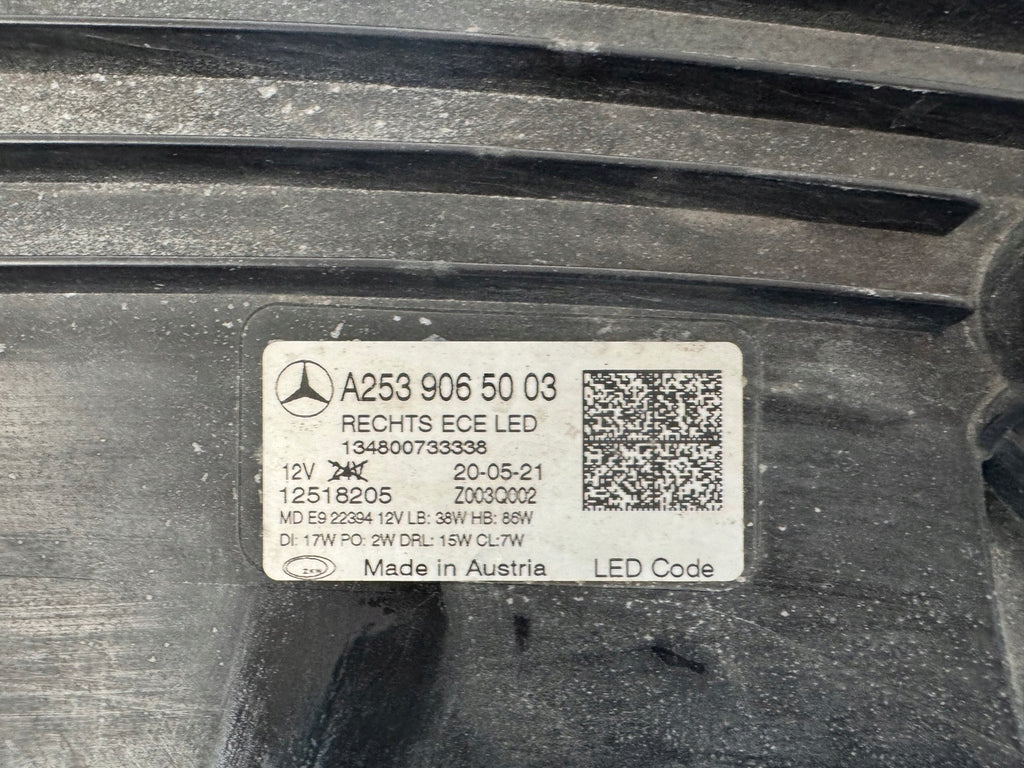 A253 906 50 03
RECHTS ECE LED
134800733338
12V 24V 20-05-21
12518205 Z003Q002
MD E9 22394 12V LB: 38W HB: 86W
DI: 17W PO: 2W DRL: 15W CL:7W
ZKW Made in Austria LED Code